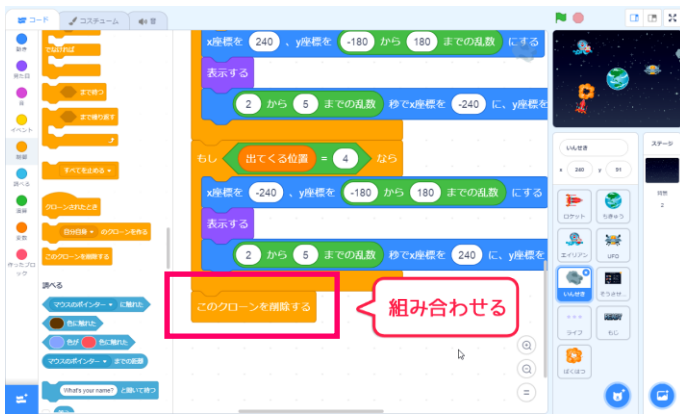 コード
コスチューム
音
動き
見た目
音
イベント
制御
調べる
演算
変数
作ったブロ
ック
でなければ
まで待つ
まで繰り返す
すべてを止める
クローンされたとき
自分自身 のクローンを作る
このクローンを削除する
調べる
マウスのポインター に触れた
色に触れた
色が 色に触れた
マウスのポインター までの距離
What's your name? と聞いて待つ
x座標を 240 、y座標を -180 から 180 までの乱数 にする
表示する
2 から 5 までの乱数 秒でx座標を -240 に、y座標を
もし 出てくる位置 = 4 なら
x座標を -240 、y座標を -180 から 180 までの乱数 にする
表示する
2 から 5 までの乱数 秒でx座標を 240 に、y座標を
このクローンを削除する
組み合わせる
いんせき
x 240 y 91
ステージ
背景
2
ロケット
ちきゅう
エイリアン
UFO
いんせき
そうさせ...
ライフ
もじ
ばくはつ